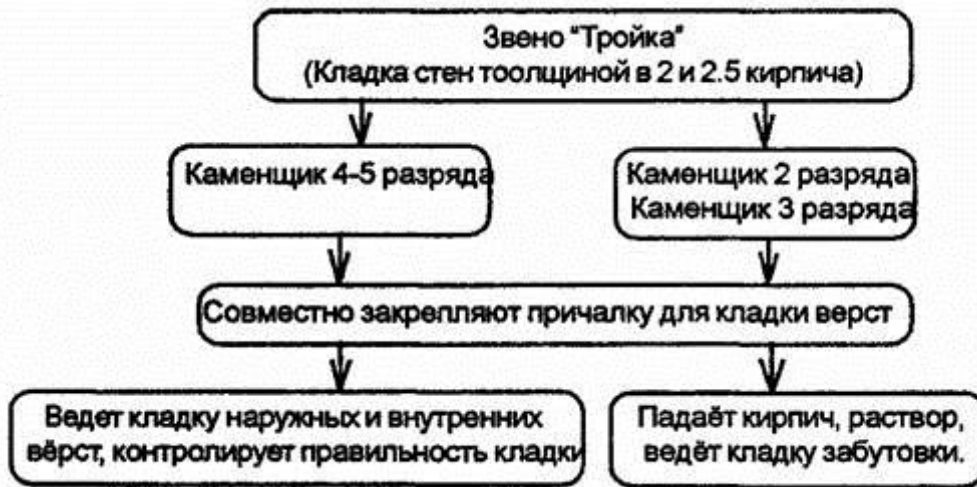 Звено "Тройка"
(Кладка стен тоолщиной в 2 и 2.5 кирпича)
Каменщик 4-5 разряда
Каменщик 2 разряда
Каменщик 3 разряда
Совместно закрепляют причалку для кладки верст
Ведет кладку наружных и внутренних
вёрст, контролирует правильность кладки
Падаёт кирпич, раствор,
ведёт кладку забутовки.